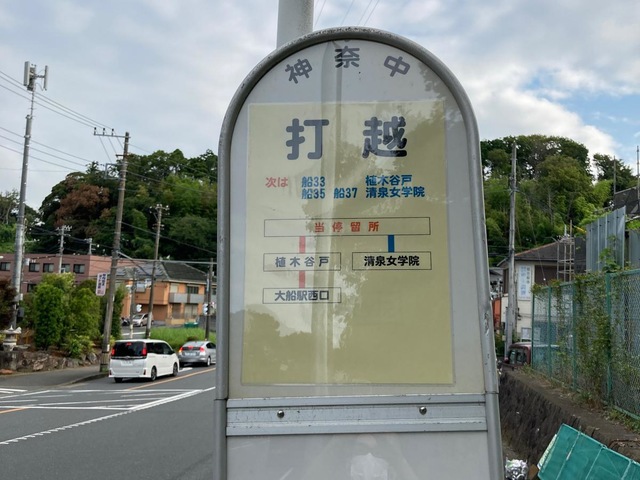 神奈中
打越
次は 船33 植木谷戸
船35 船37 清泉女学院
当停留所
植木谷戸 清泉女学院
大船駅西口